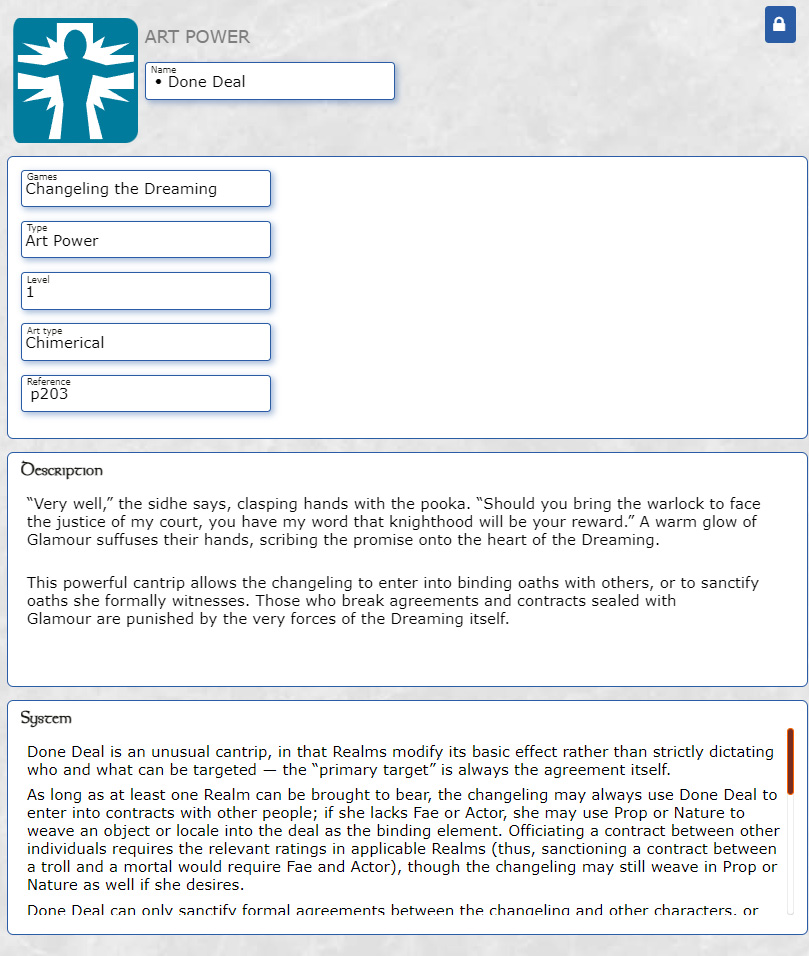 ART POWER
Name
• Done Deal
Games
Changeling the Dreaming
Type
Art Power
Level
1
Art type
Chimerical
Reference
p203
Description
“Very well,” the sidhe says, clasping hands with the pooka. “Should you bring the warlock to face
the justice of my court, you have my word that knighthood will be your reward.” A warm glow of
Glamour suffuses their hands, scribing the promise onto the heart of the Dreaming.
This powerful cantrip allows the changeling to enter into binding oaths with others, or to sanctify
oaths she formally witnesses. Those who break agreements and contracts sealed with
Glamour are punished by the very forces of the Dreaming itself.
System
Done Deal is an unusual cantrip, in that Realms modify its basic effect rather than strictly dictating
who and what can be targeted — the “primary target” is always the agreement itself.
As long as at least one Realm can be brought to bear, the changeling may always use Done Deal to
enter into contracts with other people; if she lacks Fae or Actor, she may use Prop or Nature to
weave an object or locale into the deal as the binding element. Officiating a contract between other
individuals requires the relevant ratings in applicable Realms (thus, sanctioning a contract between
a troll and a mortal would require Fae and Actor), though the changeling may still weave in Prop or
Nature as well if she desires.
Done Deal can only sanctify formal agreements between the changeling and other characters, or